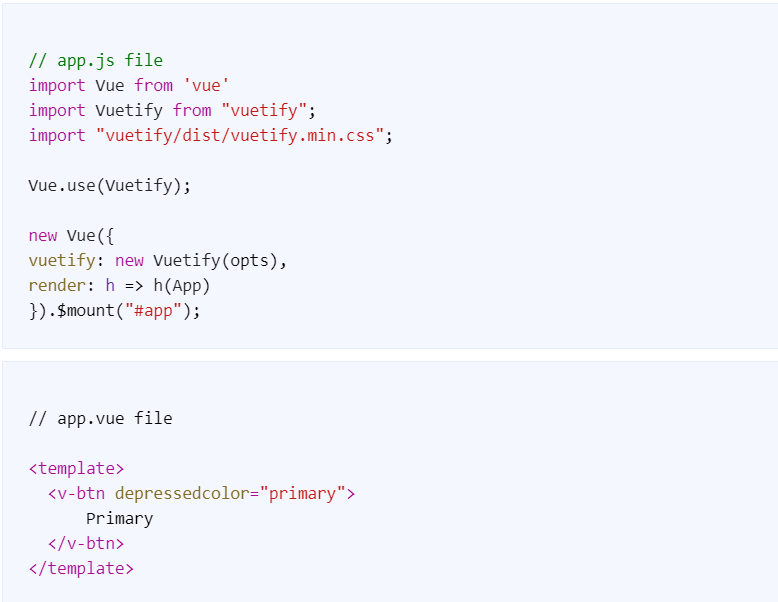 // app.js file
import Vue from 'vue'
import Vuetify from "vuetify";
import "vuetify/dist/vuetify.min.css";
Vue.use(Vuetify);
new Vue({
vuetify: new Vuetify(opts),
render: h => h(App)
}).$mount("#app");
// app.vue file
<template>
<v-btn depressedcolor="primary">
Primary
</v-btn>
</template>